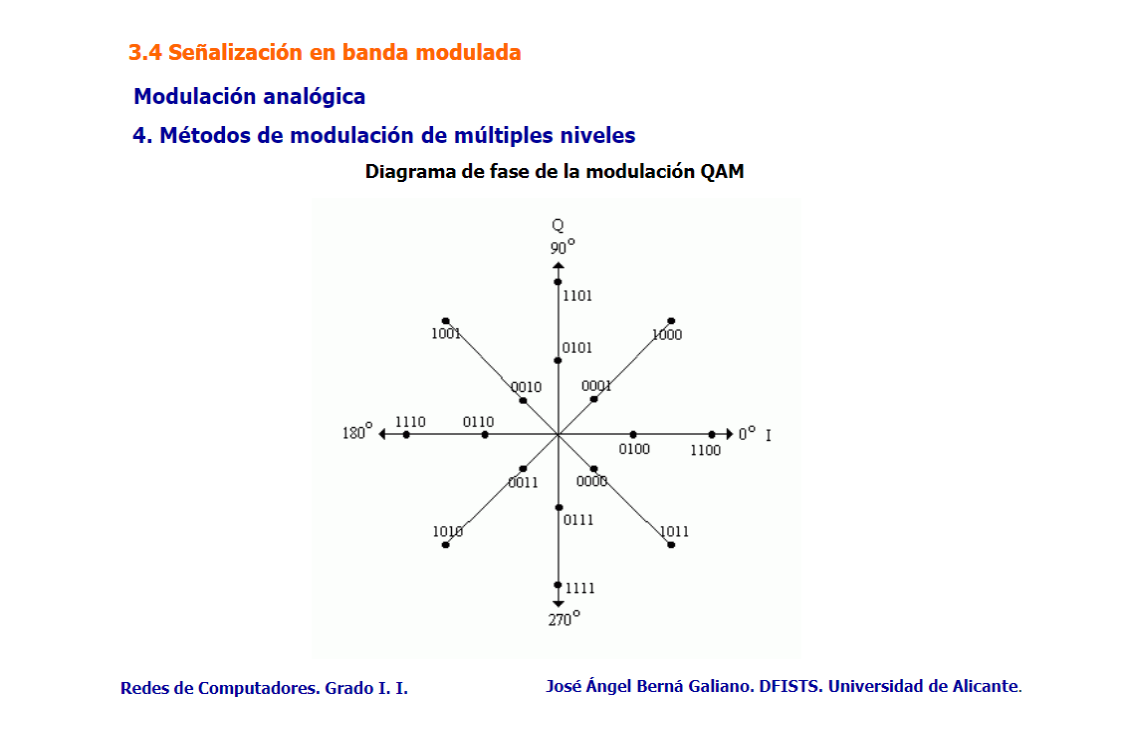 3.4 Señalización en banda modulada
Modulación analógica
4. Métodos de modulación de múltiples niveles
Diagrama de fase de la modulación QAM
Q
90°
1101
1001
1000
0101
0010
0001
180°
1110
0110
0° I
0100
1100
0011
0000
0111
1010
1011
1111
270°
Redes de Computadores. Grado I. I.
José Ángel Berná Galiano. DFISTS. Universidad de Alicante.